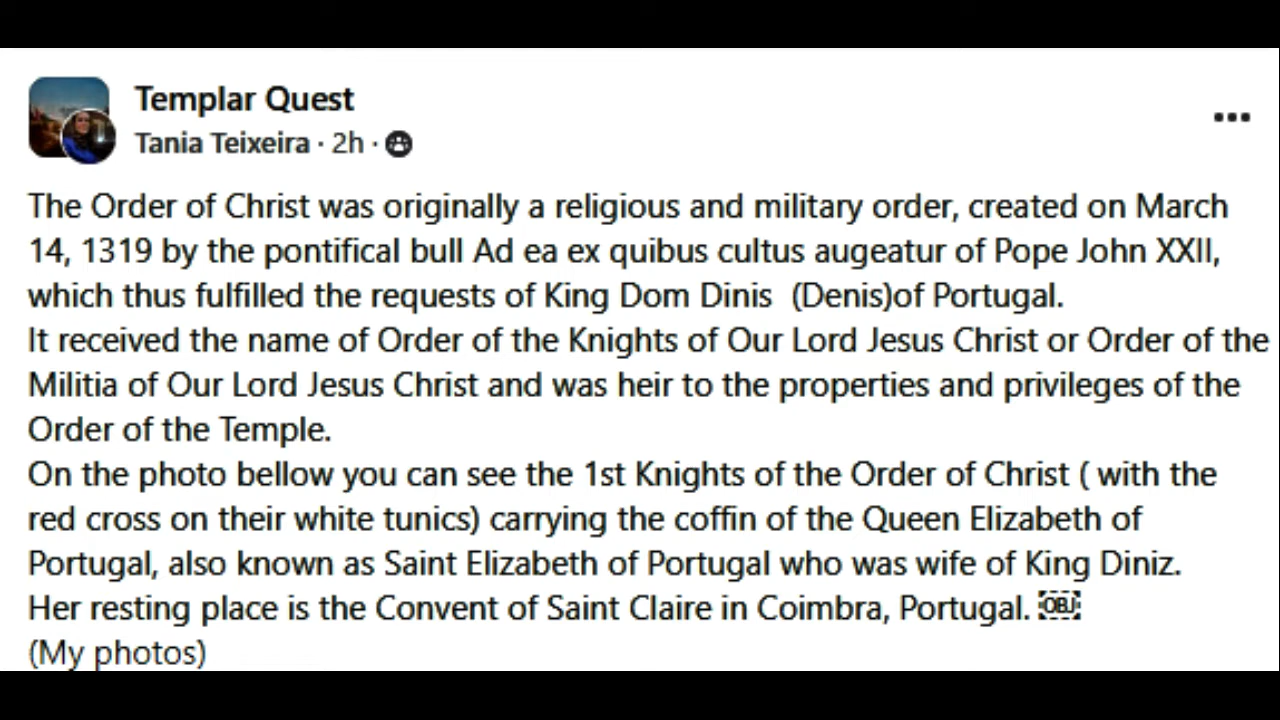 Templar Quest
Tania Teixeira · 2h ·
The Order of Christ was originally a religious and military order, created on March
14, 1319 by the pontifical bull Ad ea ex quibus cultus augeatur of Pope John XXII,
which thus fulfilled the requests of King Dom Dinis  (Denis)of Portugal.
It received the name of Order of the Knights of Our Lord Jesus Christ or Order of the
Militia of Our Lord Jesus Christ and was heir to the properties and privileges of the
Order of the Temple.
On the photo bellow you can see the 1st Knights of the Order of Christ ( with the
red cross on their white tunics) carrying the coffin of the Queen Elizabeth of
Portugal, also known as Saint Elizabeth of Portugal who was wife of King Diniz.
Her resting place is the Convent of Saint Claire in Coimbra, Portugal. OBJ
(My photos)